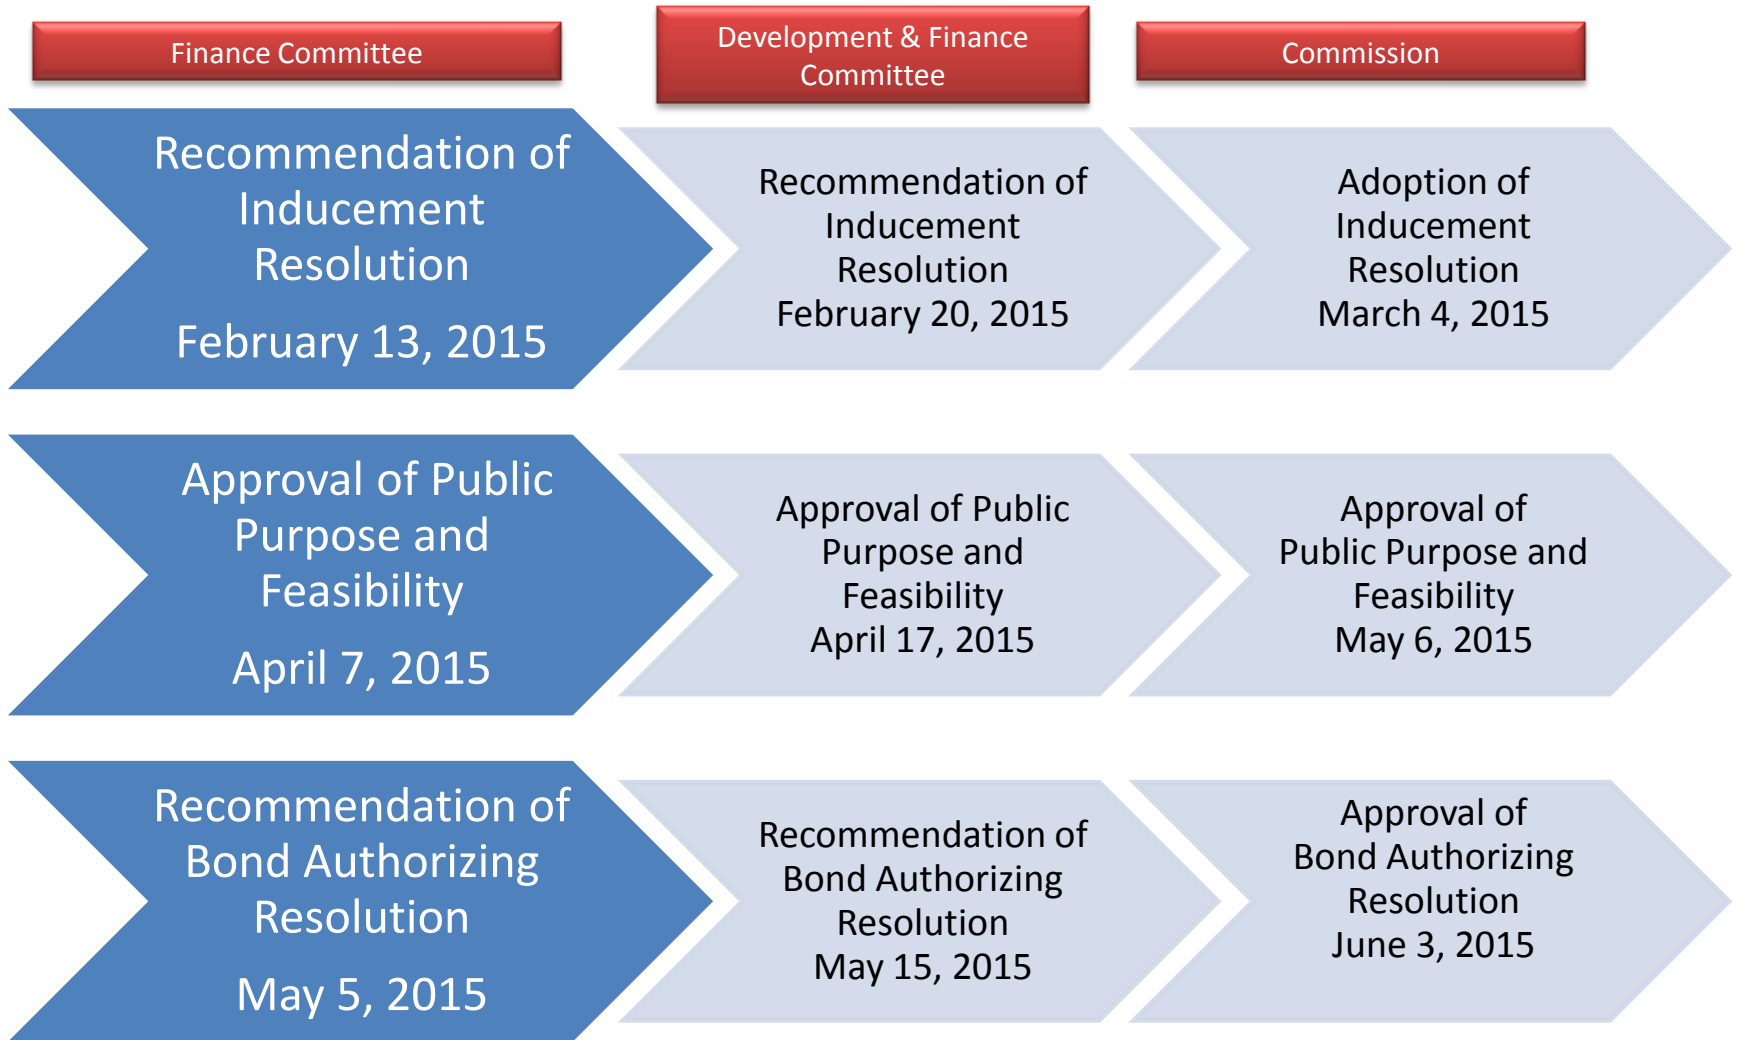 Finance Committee
Development & Finance
Committee
Commission
Recommendation of
Inducement
Resolution
February 13, 2015
Recommendation of
Inducement
Resolution
February 20, 2015
Adoption of
Inducement
Resolution
March 4, 2015
Approval of Public
Purpose and
Feasibility
April 7, 2015
Approval of Public
Purpose and
Feasibility
April 17, 2015
Approval of
Public Purpose and
Feasibility
May 6, 2015
Recommendation of
Bond Authorizing
Resolution
May 5, 2015
Recommendation of
Bond Authorizing
Resolution
May 15, 2015
Approval of
Bond Authorizing
Resolution
June 3, 2015